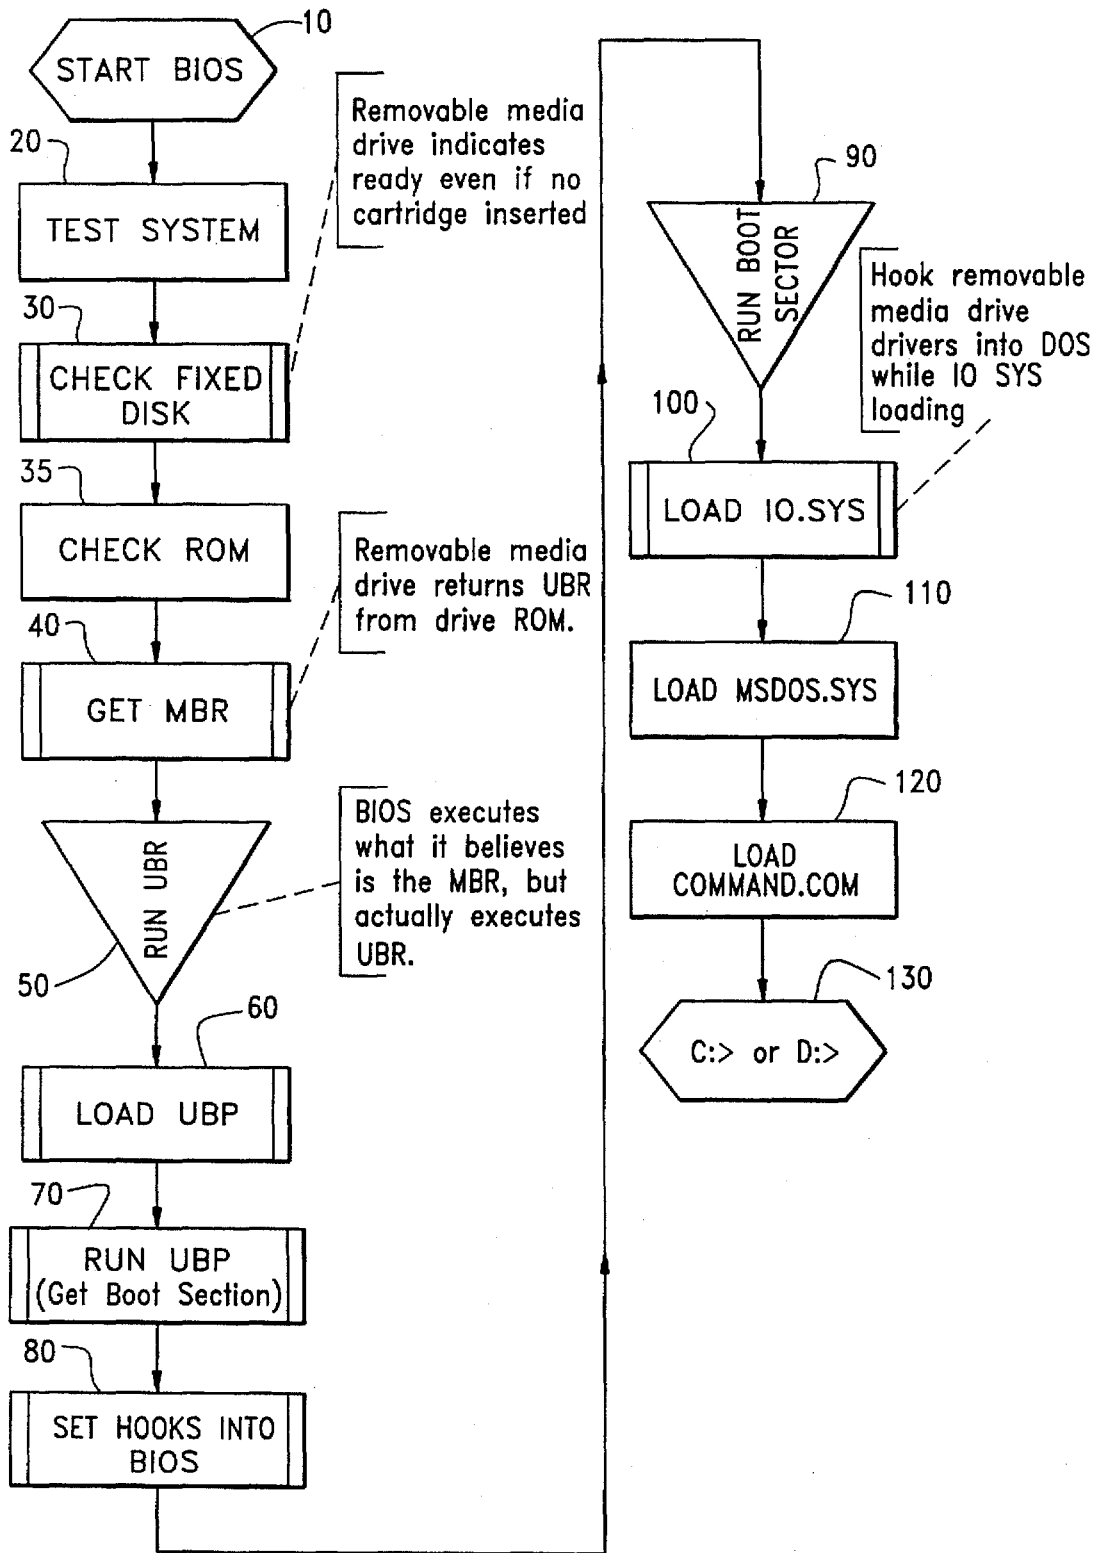 10
START BIOS
Removable media
drive indicates
ready even if no
cartridge inserted
20
TEST SYSTEM
30
CHECK FIXED
DISK
35
CHECK ROM
Removable media
drive returns UBR
from drive ROM.
40
GET MBR
BIOS executes
what it believes
is the MBR, but
actually executes
UBR.
RUN UBR
50
60
LOAD UBP
70
RUN UBP
(Get Boot Section)
80
SET HOOKS INTO
BIOS
90
RUN BOOT
SECTOR
Hook removable
media drive
drivers into DOS
while IO SYS
loading
100
LOAD IO.SYS
110
LOAD MSDOS.SYS
120
LOAD
COMMAND.COM
130
C:> or D:>